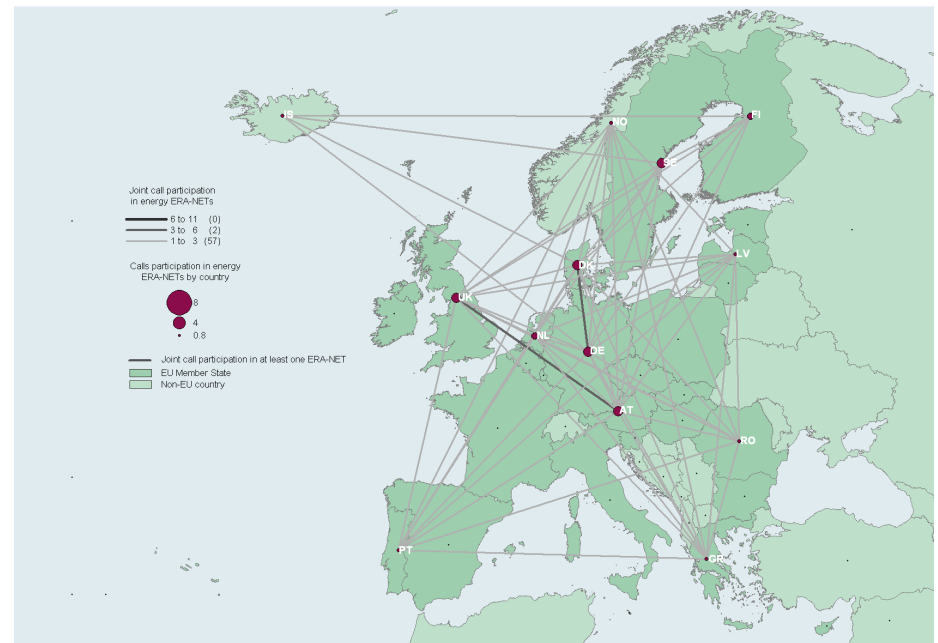 IS
NO
FI
SE
Joint call participation
in energy ERA-NETs
6 to 11 (0)
3 to 6 (2)
1 to 3 (57)
LV
DK
Calls participation in energy
ERA-NETs by country
8
4
0.8
UK
NL
DE
Joint call participation in at least one ERA-NET
EU Member State
Non-EU country
AT
RO
PT
GR